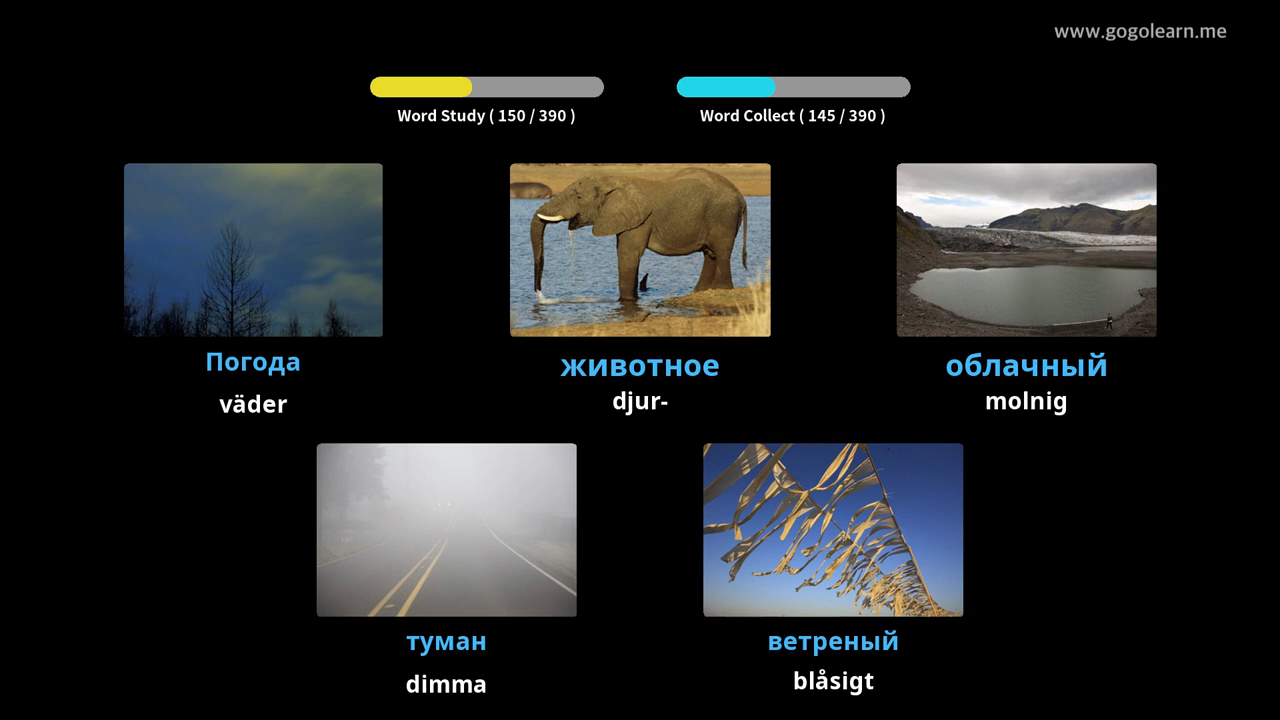 www.gogolearn.me
Word Study ( 150 / 390 )
Word Collect ( 145 / 390 )
Погода
väder
животное
djur-
облачный
molnig
туман
dimma
ветреный
blåsigt